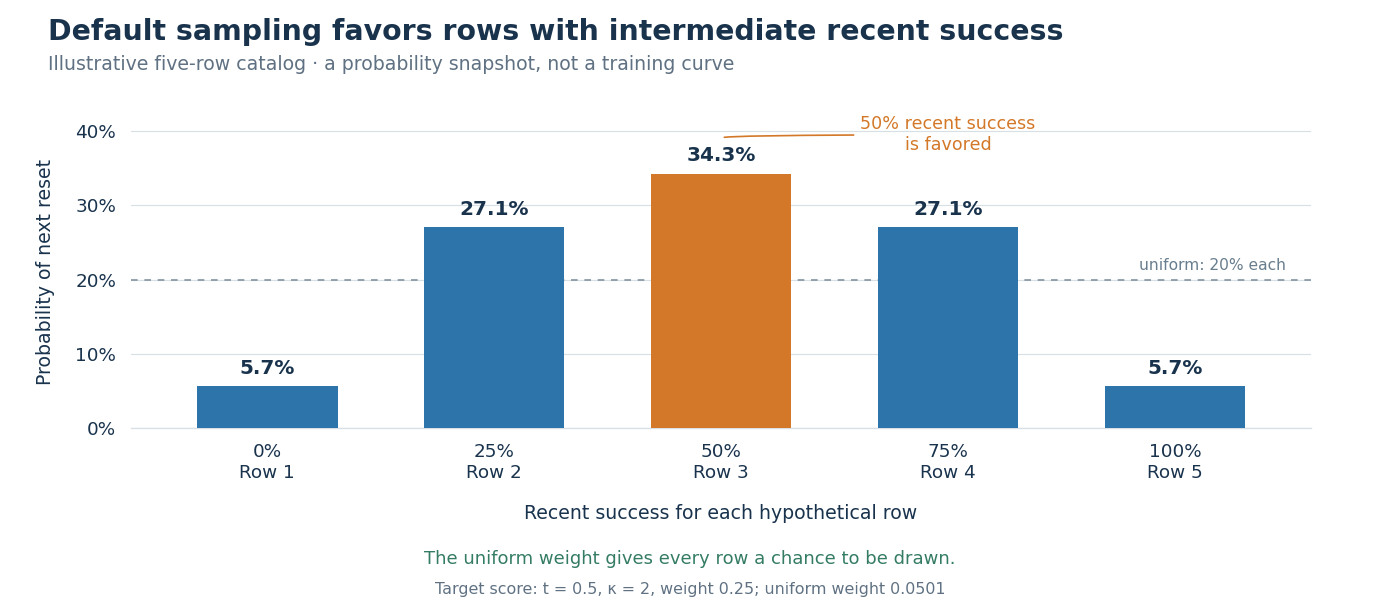 Default sampling favors rows with intermediate recent success
Illustrative five-row catalog · a probability snapshot, not a training curve
Probability of next reset
40%
30%
20%
10%
0%
50% recent success
is favored
34.3%
27.1%
27.1%
uniform: 20% each
5.7%
5.7%
0%
Row 1
25%
Row 2
50%
Row 3
75%
Row 4
100%
Row 5
Recent success for each hypothetical row
The uniform weight gives every row a chance to be drawn.
Target score: t = 0.5, κ = 2, weight 0.25; uniform weight 0.0501